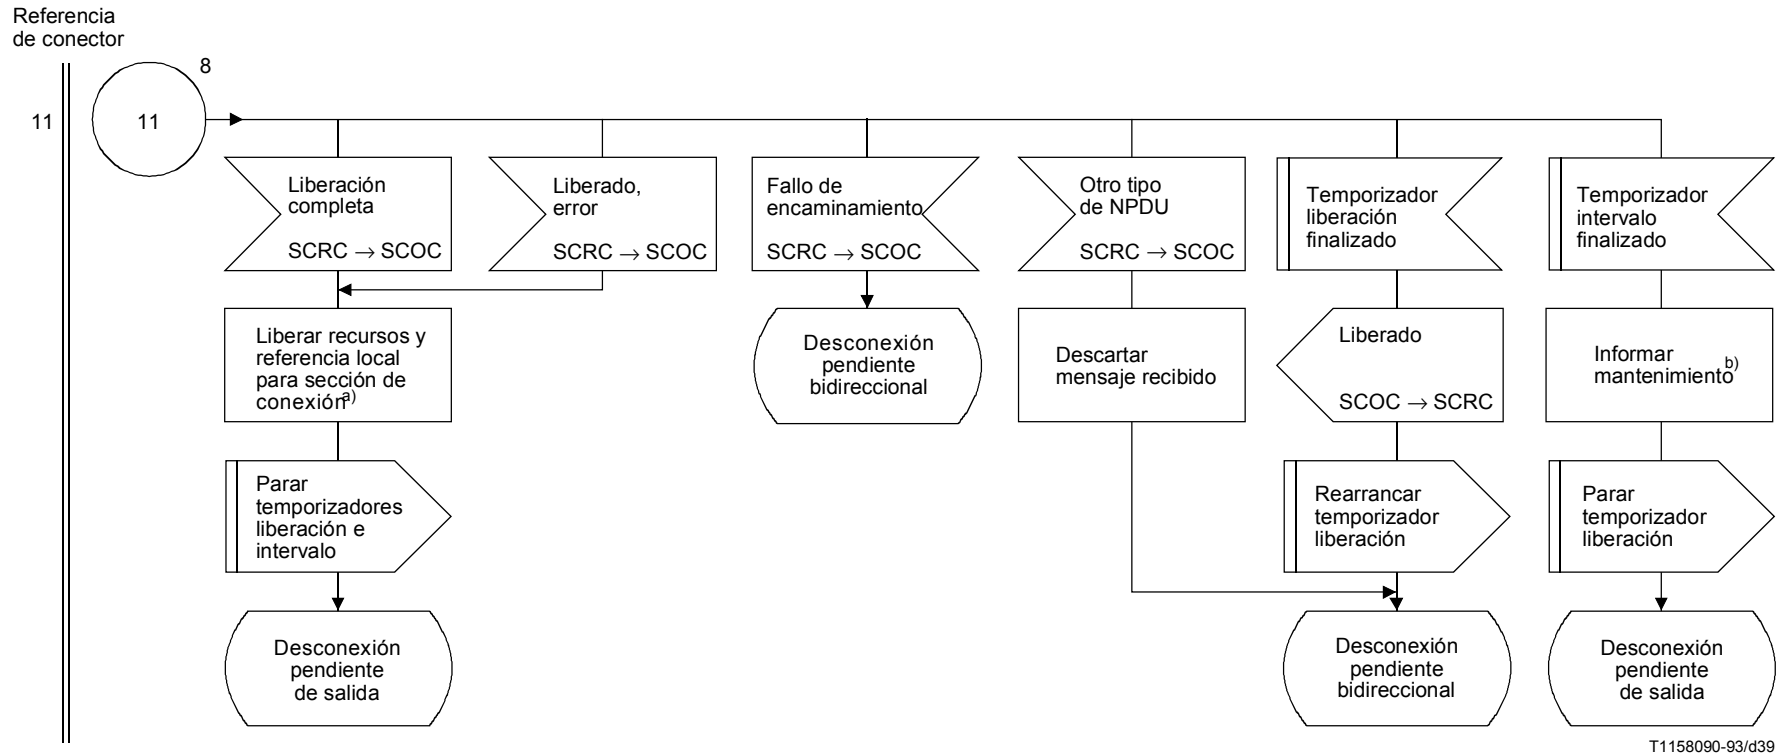 Referencia
de conector
8
11
11
Liberación
completa
SCRC → SCOC
Liberado,
error
SCRC → SCOC
Fallo de
encaminamiento
SCRC → SCOC
Otro tipo
de NPDU
SCRC → SCOC
Temporizador
liberación
finalizado
Temporizador
intervalo
finalizado
Liberar recursos y
referencia local
para sección de
conexión a)
Desconexión
pendiente
bidireccional
Descartar
mensaje recibido
Liberado
SCOC → SCRC
Informar
mantenimiento b)
Parar
temporizadores
liberación e
intervalo
Rearrancar
temporizador
liberación
Parar
temporizador
liberación
Desconexión
pendiente
de salida
Desconexión
pendiente
bidireccional
Desconexión
pendiente
de salida
T1158090-93/d39